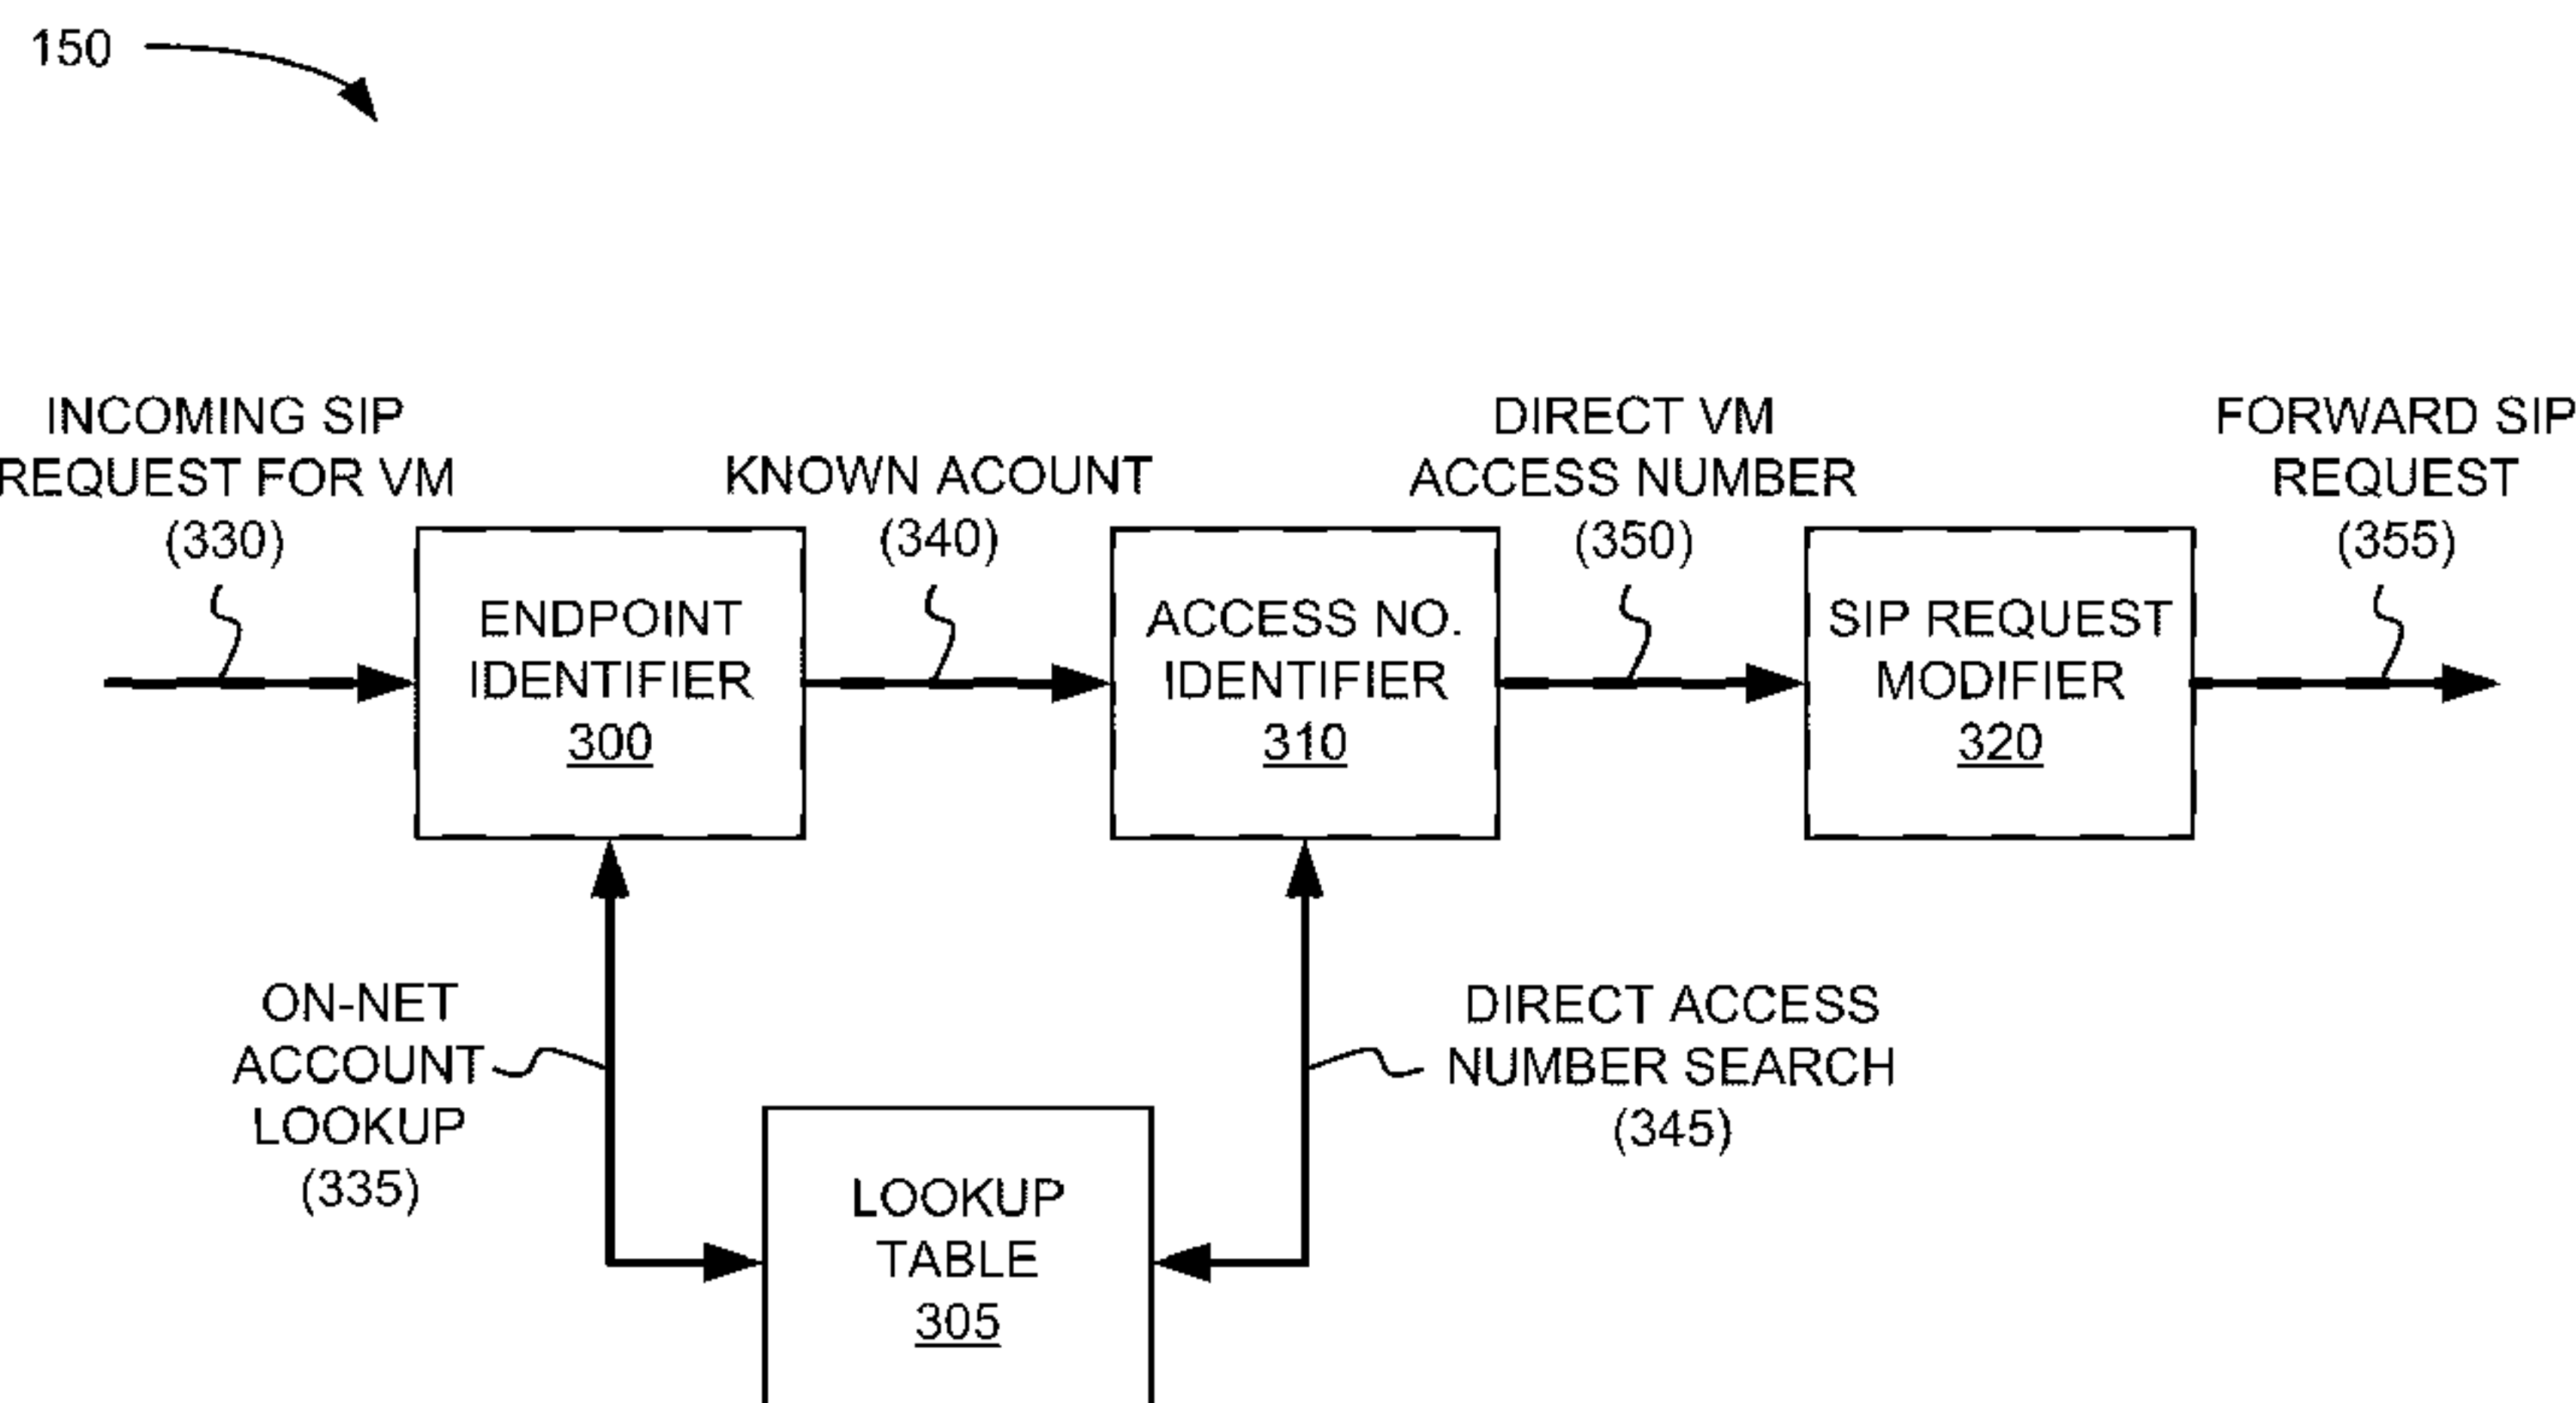 150
INCOMING SIP
REQUEST FOR VM
(330)
KNOWN ACOUNT
(340)
DIRECT VM
ACCESS NUMBER
(350)
FORWARD SIP
REQUEST
(355)
ENDPOINT
IDENTIFIER
300
ACCESS NO.
IDENTIFIER
310
SIP REQUEST
MODIFIER
320
ON-NET
ACCOUNT
LOOKUP
(335)
DIRECT ACCESS
NUMBER SEARCH
(345)
LOOKUP
TABLE
305